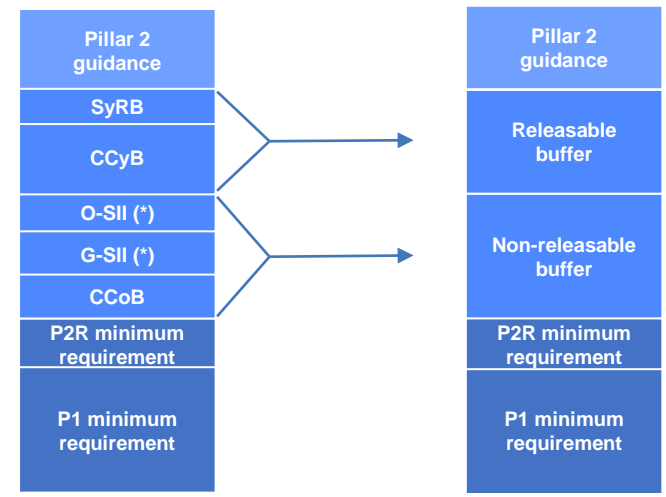 Pillar 2
guidance
SyRB
CCyB
O-SII (*)
G-SII (*)
CCoB
P2R minimum
requirement
P1 minimum
requirement
Pillar 2
guidance
Releasable
buffer
Non-releasable
buffer
P2R minimum
requirement
P1 minimum
requirement